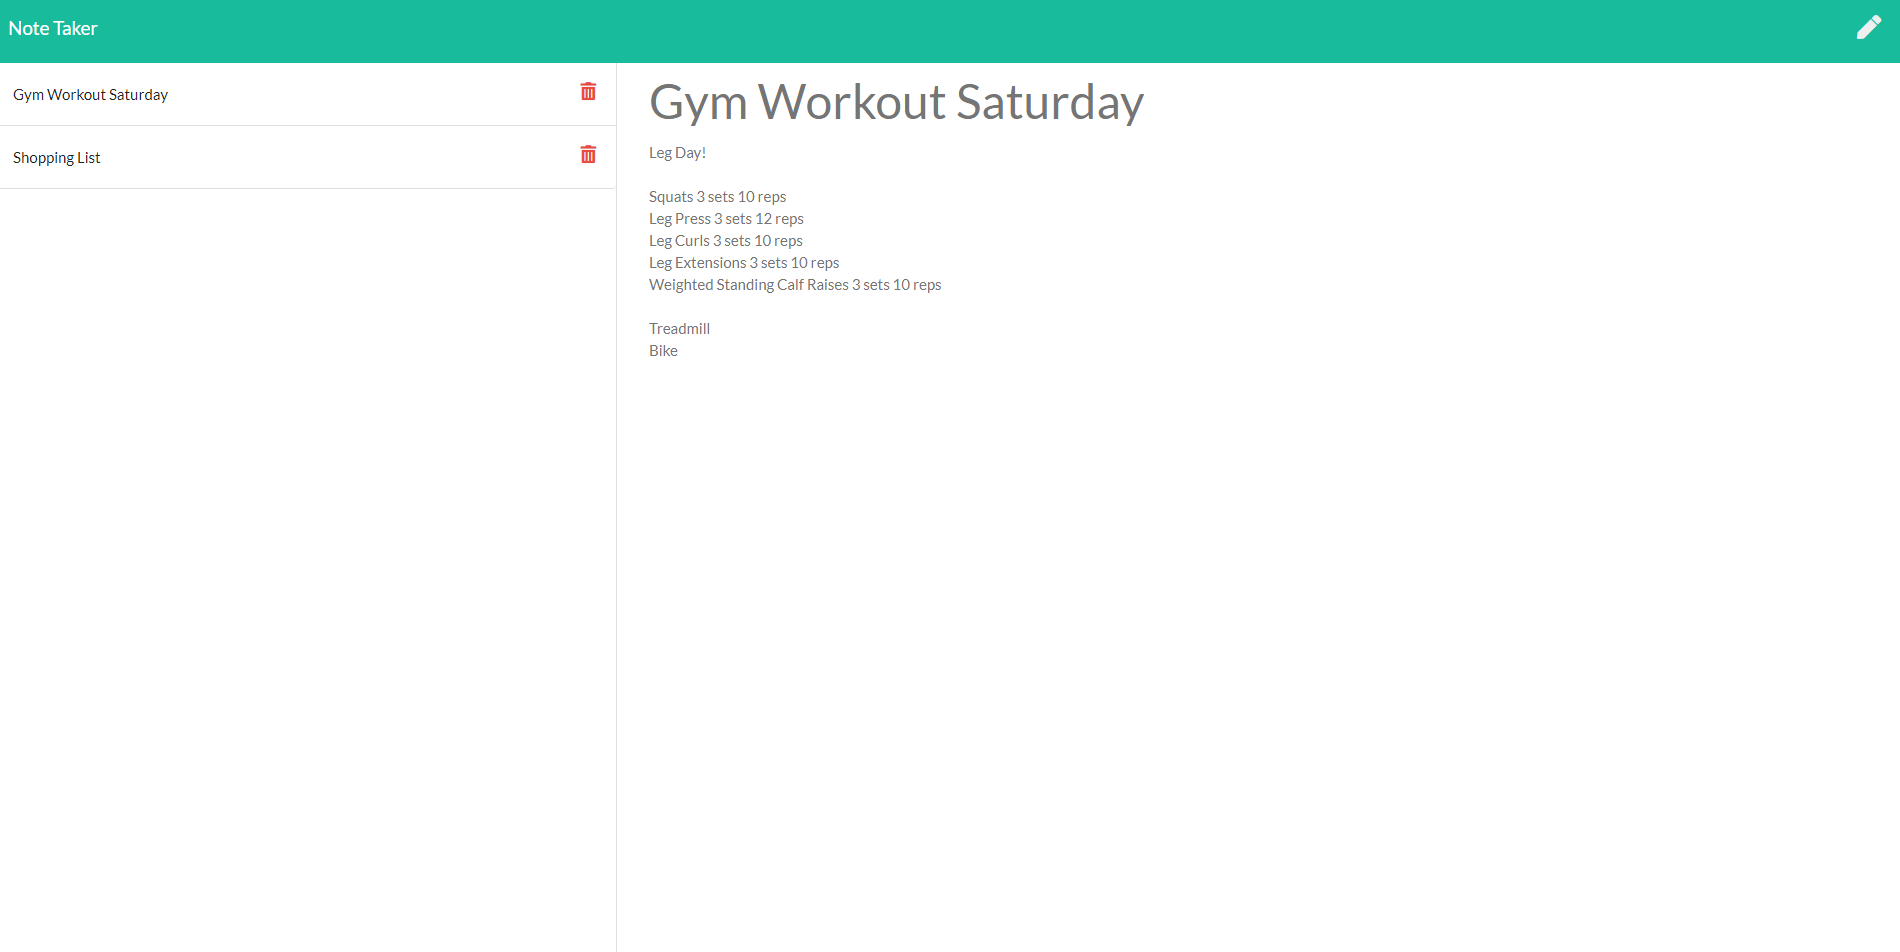 Note Taker
Gym Workout Saturday
Shopping List
Gym Workout Saturday
Leg Day!
Squats 3 sets 10 reps
Leg Press 3 sets 12 reps
Leg Curls 3 sets 10 reps
Leg Extensions 3 sets 10 reps
Weighted Standing Calf Raises 3 sets 10 reps
Treadmill
Bike